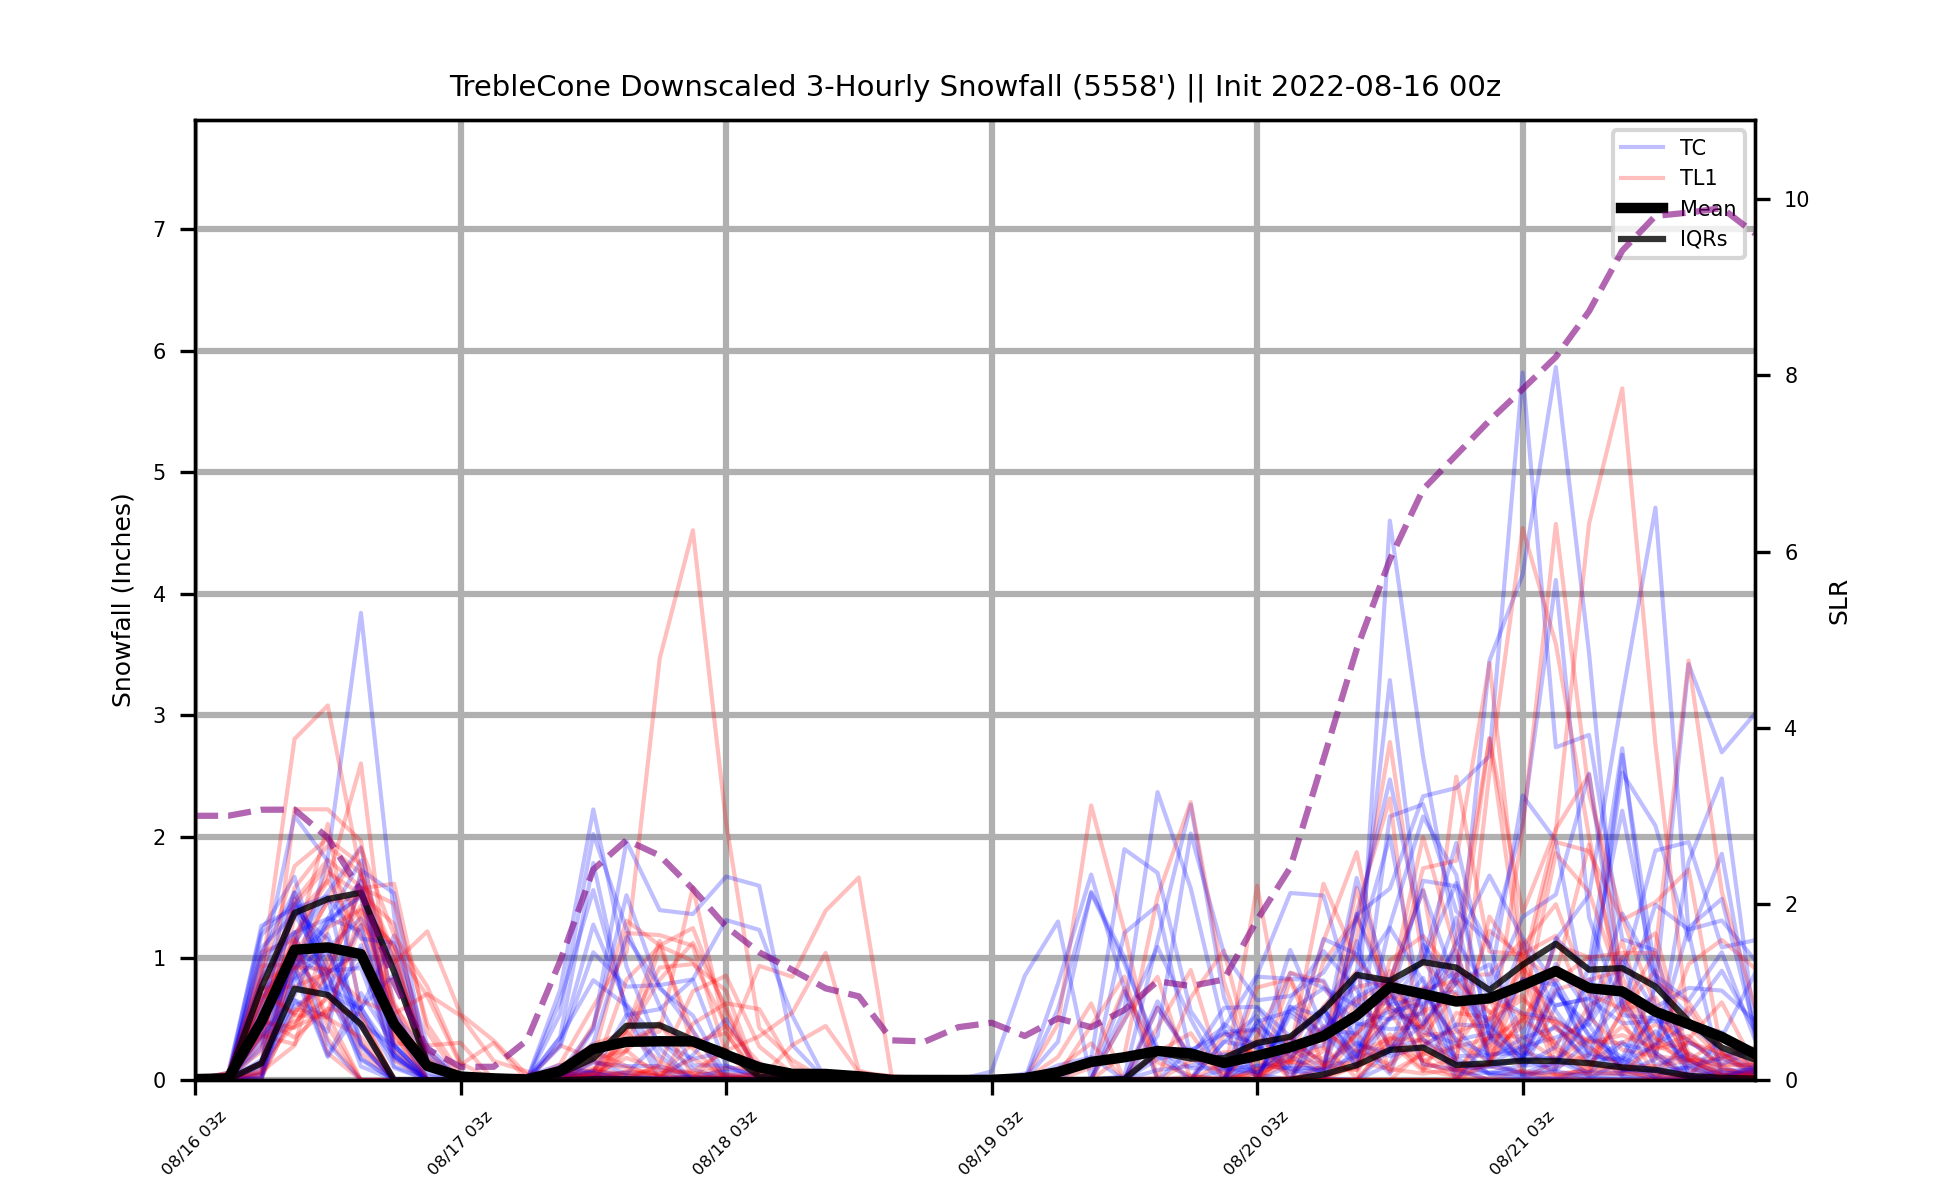 TrebleCone Downscaled 3-Hourly Snowfall (5558') || Init 2022-08-16 00z
TC
TL1
Mean
IQRs
7
6
5
4
3
2
1
0
Snowfall (Inches)
10
8
6
4
2
0
SLR
08/16 03z
08/17 03z
08/18 03z
08/19 03z
08/20 03z
08/21 03z